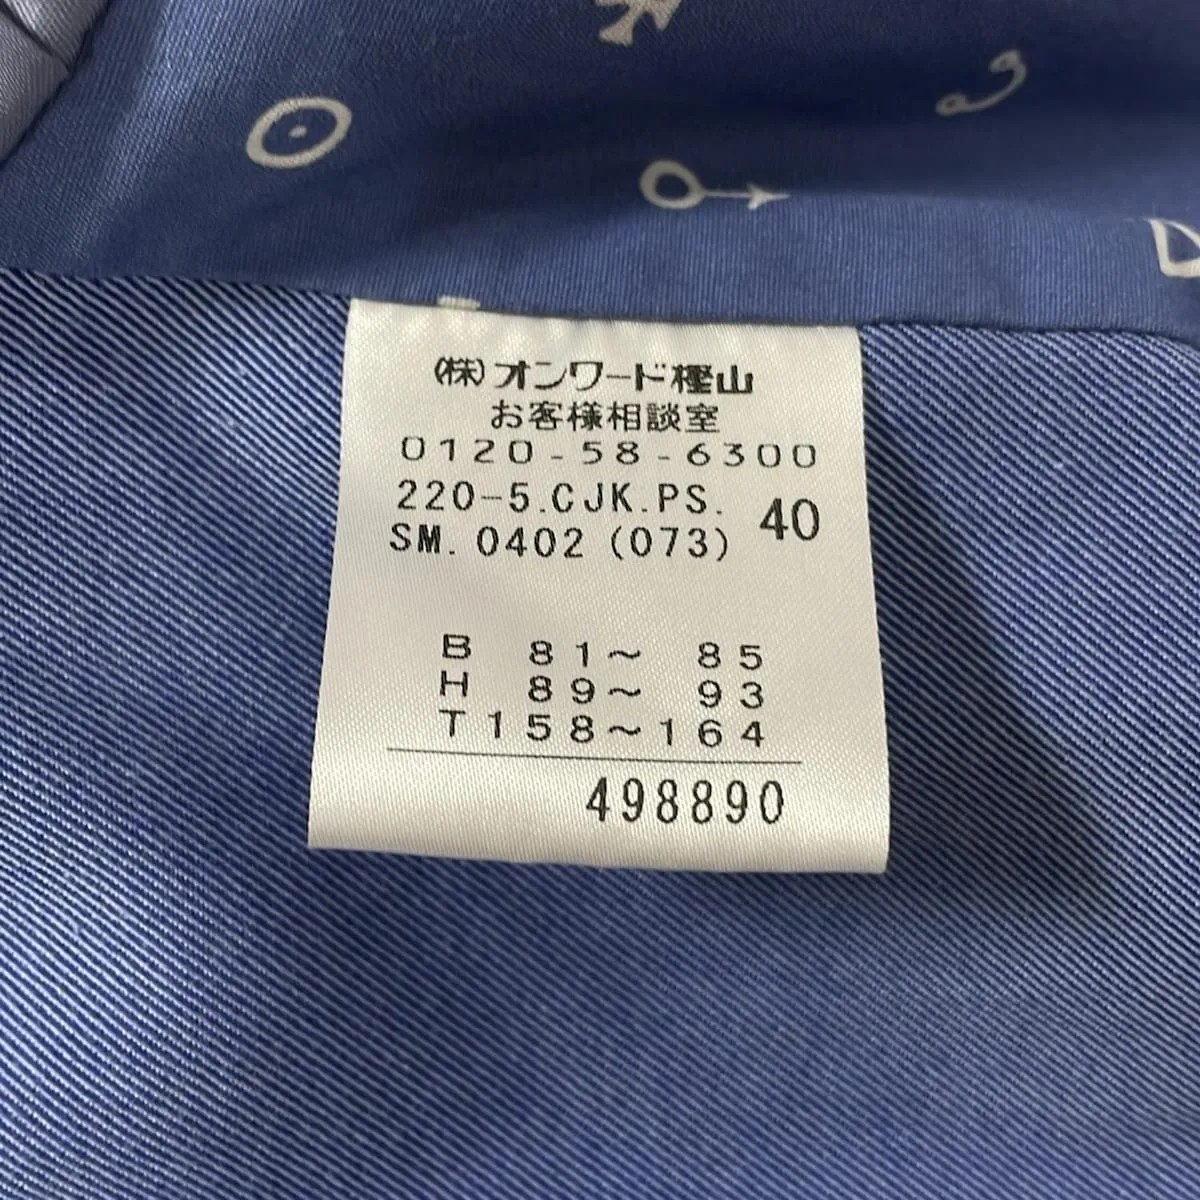 (株)オンワード樫山
お客様相談室
0120-58-6300
220-5.CJK.PS. 40
SM.0402(073)
B 81~ 85
H 89~ 93
T158~164
498890